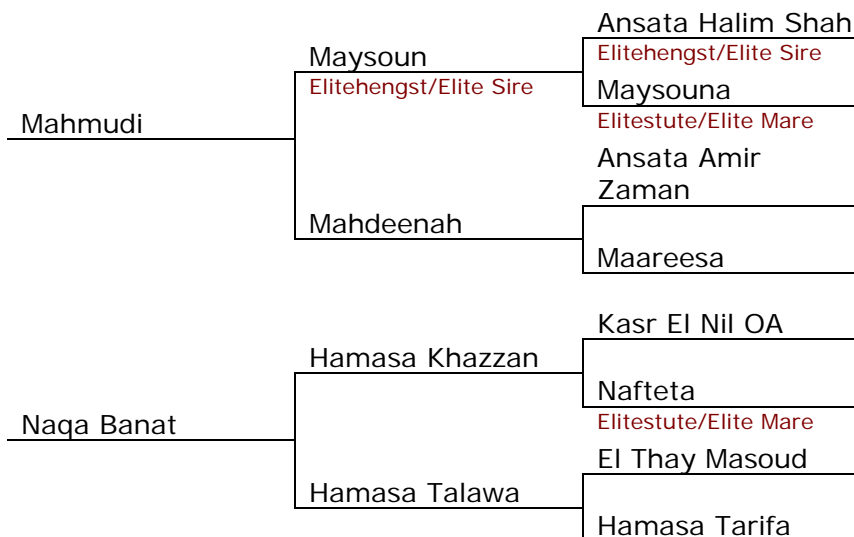 Ansata Halim Shah
Maysoun
Elitehengst/Elite Sire
Elitehengst/Elite Sire
Maysouna
Mahmudi
Elitestute/Elite Mare
Ansata Amir
Zaman
Mahdeenah
Maareesa
Kasr El Nil OA
Hamasa Khazzan
Nafteta
Naqa Banat
Elitestute/Elite Mare
El Thay Masoud
Hamasa Talawa
Hamasa Tarifa